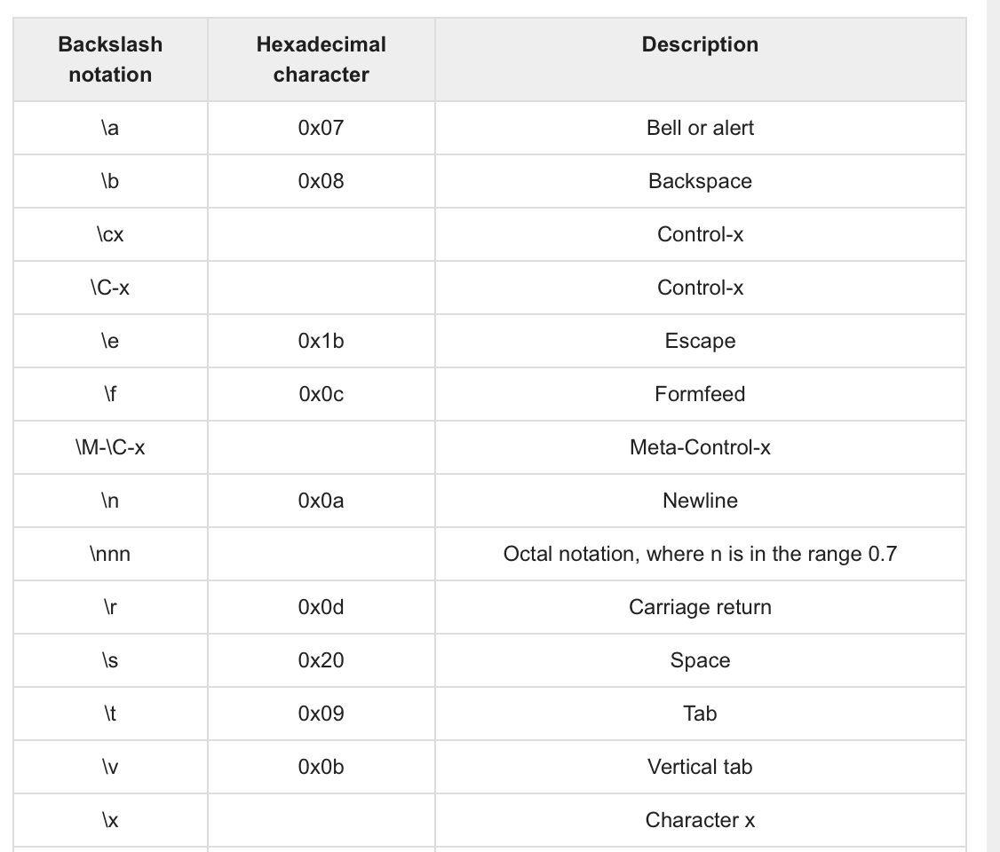 Backslash notation Hexadecimal character Description
\a 0x07 Bell or alert
\b 0x08 Backspace
\cx Control-x
\C-x Control-x
\e 0x1b Escape
\f 0x0c Formfeed
\M-\C-x Meta-Control-x
\n 0x0a Newline
\nnn Octal notation, where n is in the range 0.7
\r 0x0d Carriage return
\s 0x20 Space
\t 0x09 Tab
\v 0x0b Vertical tab
\x Character x